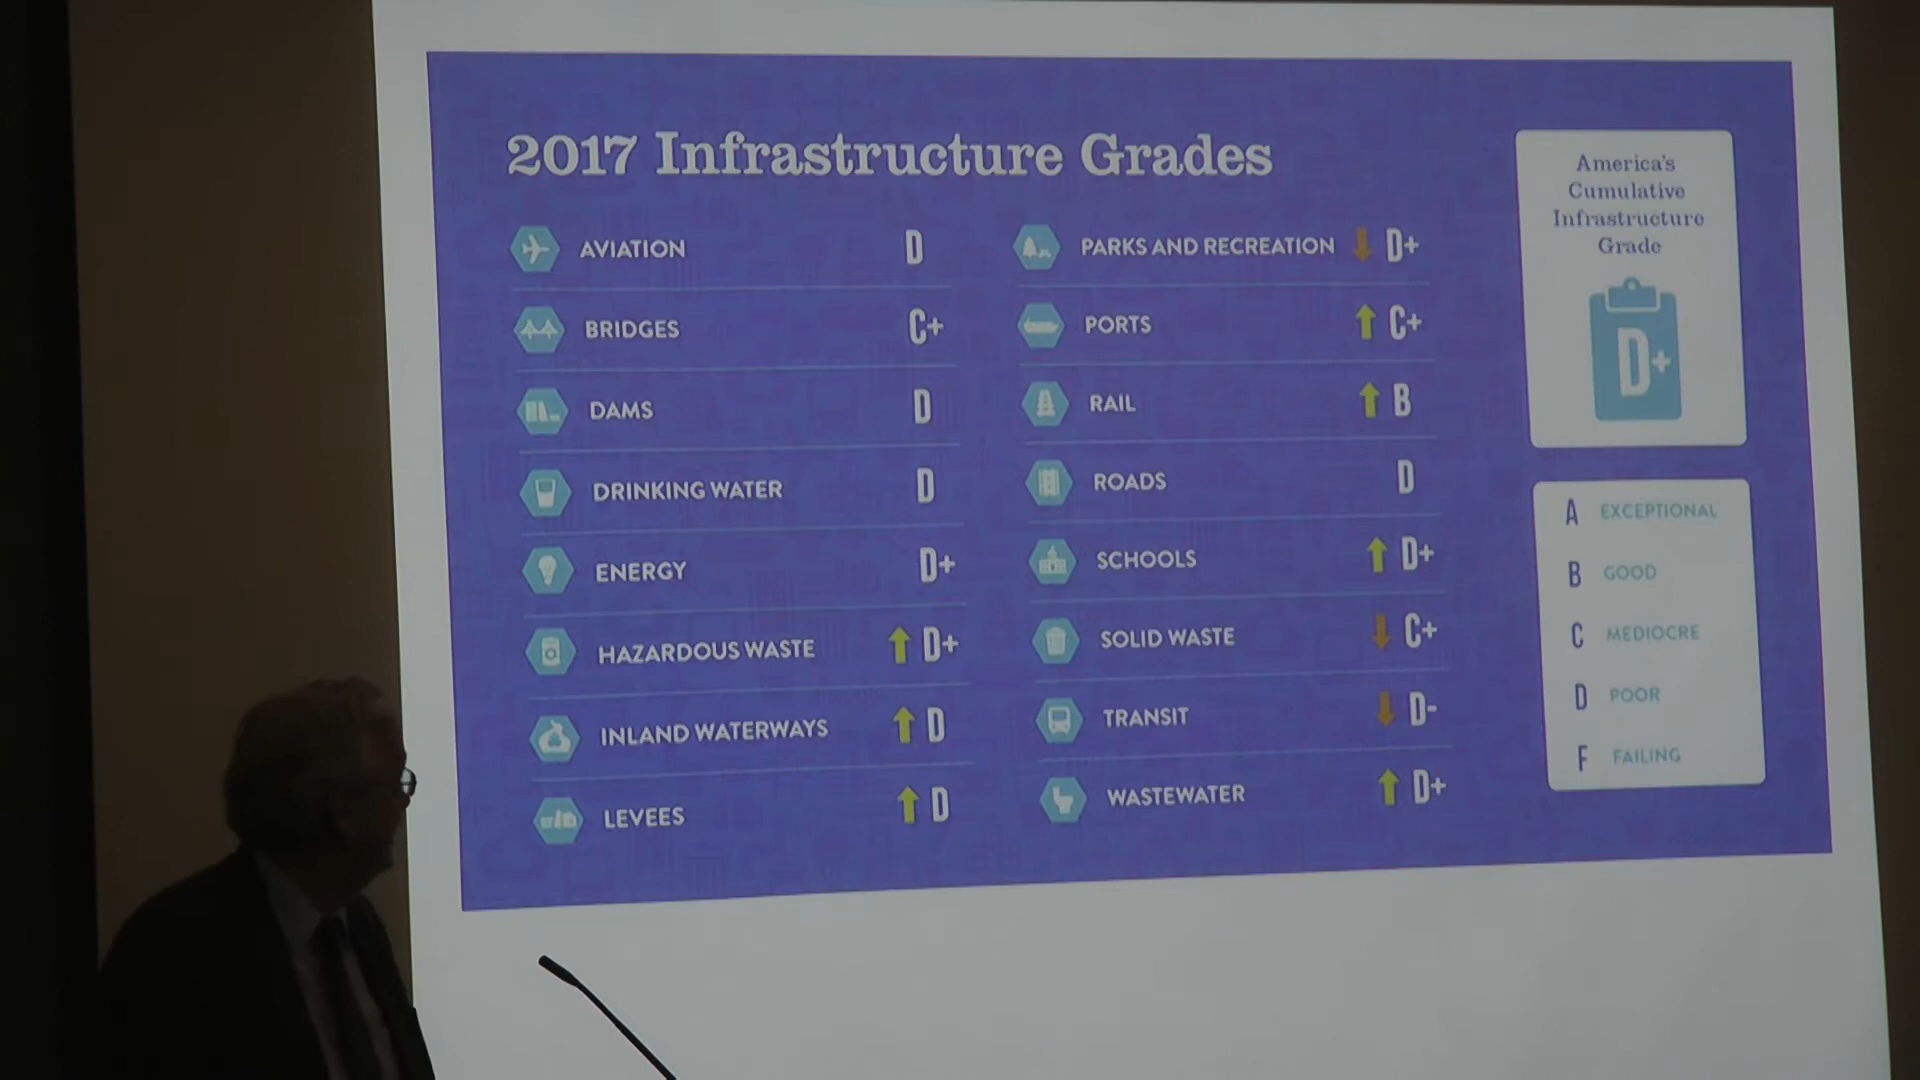 2017 Infrastructure Grades
AVIATION D
BRIDGES C+
DAMS D
DRINKING WATER D
ENERGY D+
HAZARDOUS WASTE D+
INLAND WATERWAYS D
LEVEES D
PARKS AND RECREATION D+
PORTS C+
RAIL B
ROADS D
SCHOOLS D+
SOLID WASTE C+
TRANSIT D-
WASTEWATER D+
America's
Cumulative
Infrastructure
Grade
D+
A EXCEPTIONAL
B GOOD
C MEDIOCRE
D POOR
F FAILING